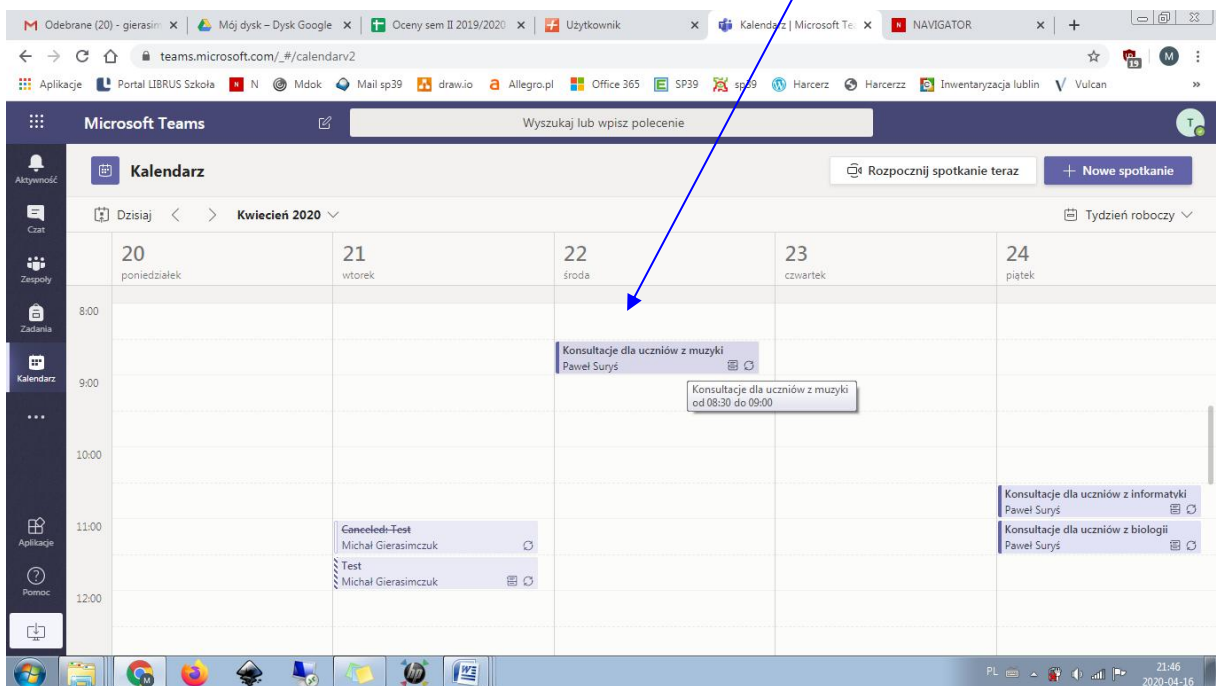 Odebrane (20) - gierasim
Mój dysk – Dysk Google
Oceny sem II 2019/2020
Użytkownik
Kalendarz | Microsoft Te
NAVIGATOR
teams.microsoft.com/_#/calendarv2
19
M
Aplikacje
Portal LIBRUS Szkoła
N
Mdok
Mail sp39
draw.io
Allegro.pl
Office 365
SP39
sp39
Harcerz
Harcerzz
Inwentaryzacja lublin
Vulcan
»
Microsoft Teams
Wyszukaj lub wpisz polecenie
T
Aktywność
Czat
Zespoły
Zadania
Kalendarz
Aplikacje
Pomoc
Kalendarz
Rozpocznij spotkanie teraz
+ Nowe spotkanie
Dzisiaj
Kwiecień 2020
Tydzień roboczy
20
poniedziałek
21
wtorek
22
środa
23
czwartek
24
piątek
8:00
9:00
10:00
11:00
12:00
Konsultacje dla uczniów z muzyki
Paweł Suryś
Konsultacje dla uczniów z muzyki
od 08:30 do 09:00
Canceled: Test
Michał Gierasimczuk
Test
Michał Gierasimczuk
Konsultacje dla uczniów z informatyki
Paweł Suryś
Konsultacje dla uczniów z biologii
Paweł Suryś
PL
21:46
2020-04-16